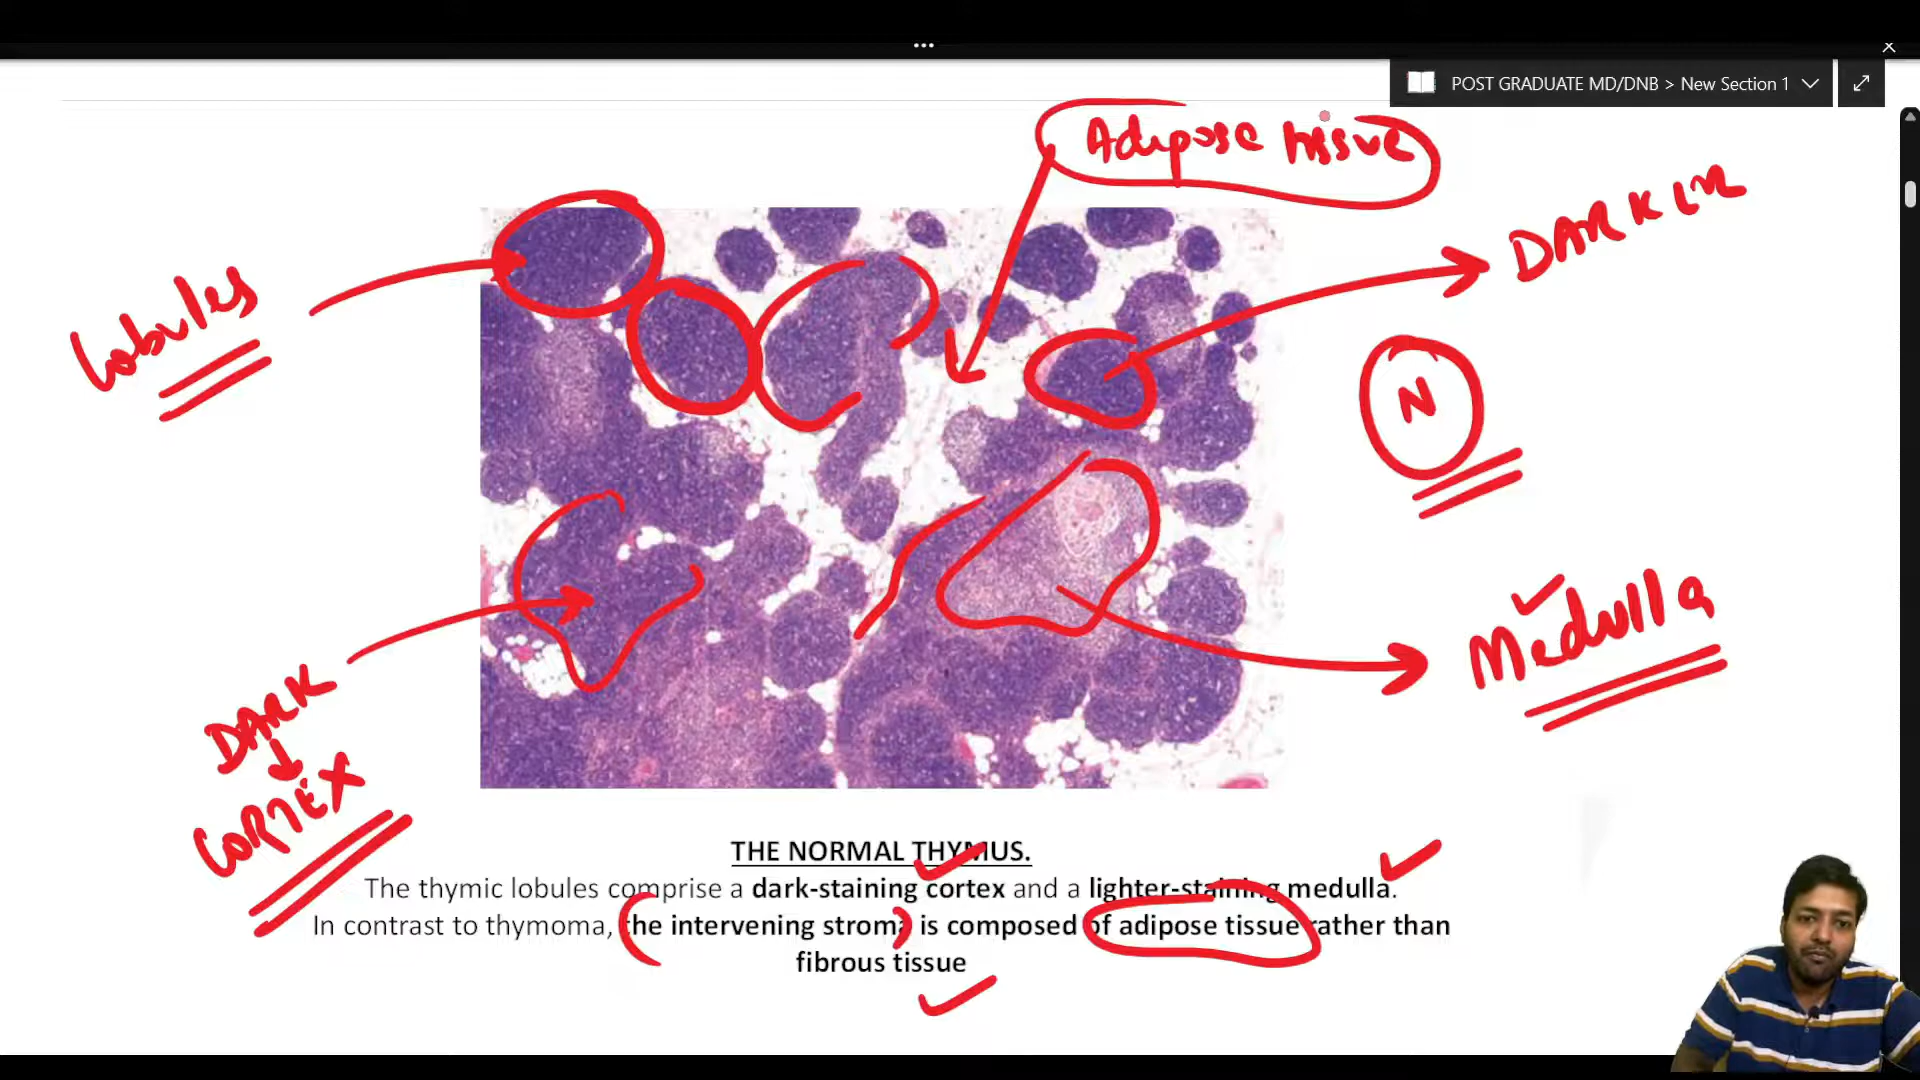 POST GRADUATE MD/DNB > New Section 1
Adipose tissue
DARK
Lobules
N
Medulla
DARK
CORTEX
THE NORMAL THYMUS.
The thymic lobules comprise a dark-staining cortex and a lighter-staining medulla.
In contrast to thymoma, the intervening stroma is composed of adipose tissue rather than
fibrous tissue